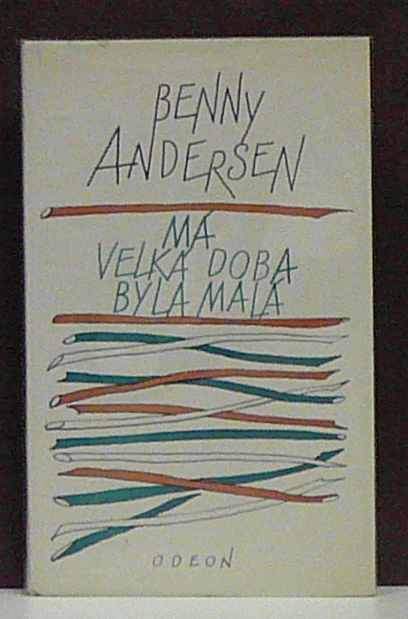 BENNY
ANDERSEN
MÁ
VELKÁ DOBA
BYLA MALÁ
ODEON